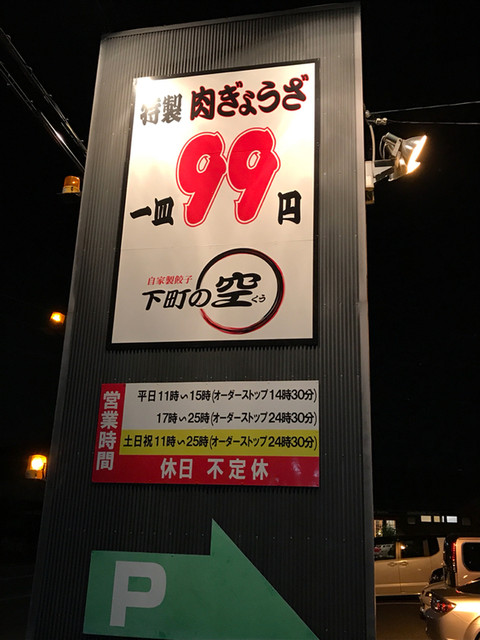 特製 肉ぎょうざ
一皿 99円
自家製餃子
下町の空
くう
営業時間
平日 11時〜15時(オーダーストップ14時30分)
17時〜25時(オーダーストップ24時30分)
土日祝 11時〜25時(オーダーストップ24時30分)
休日 不定休
P